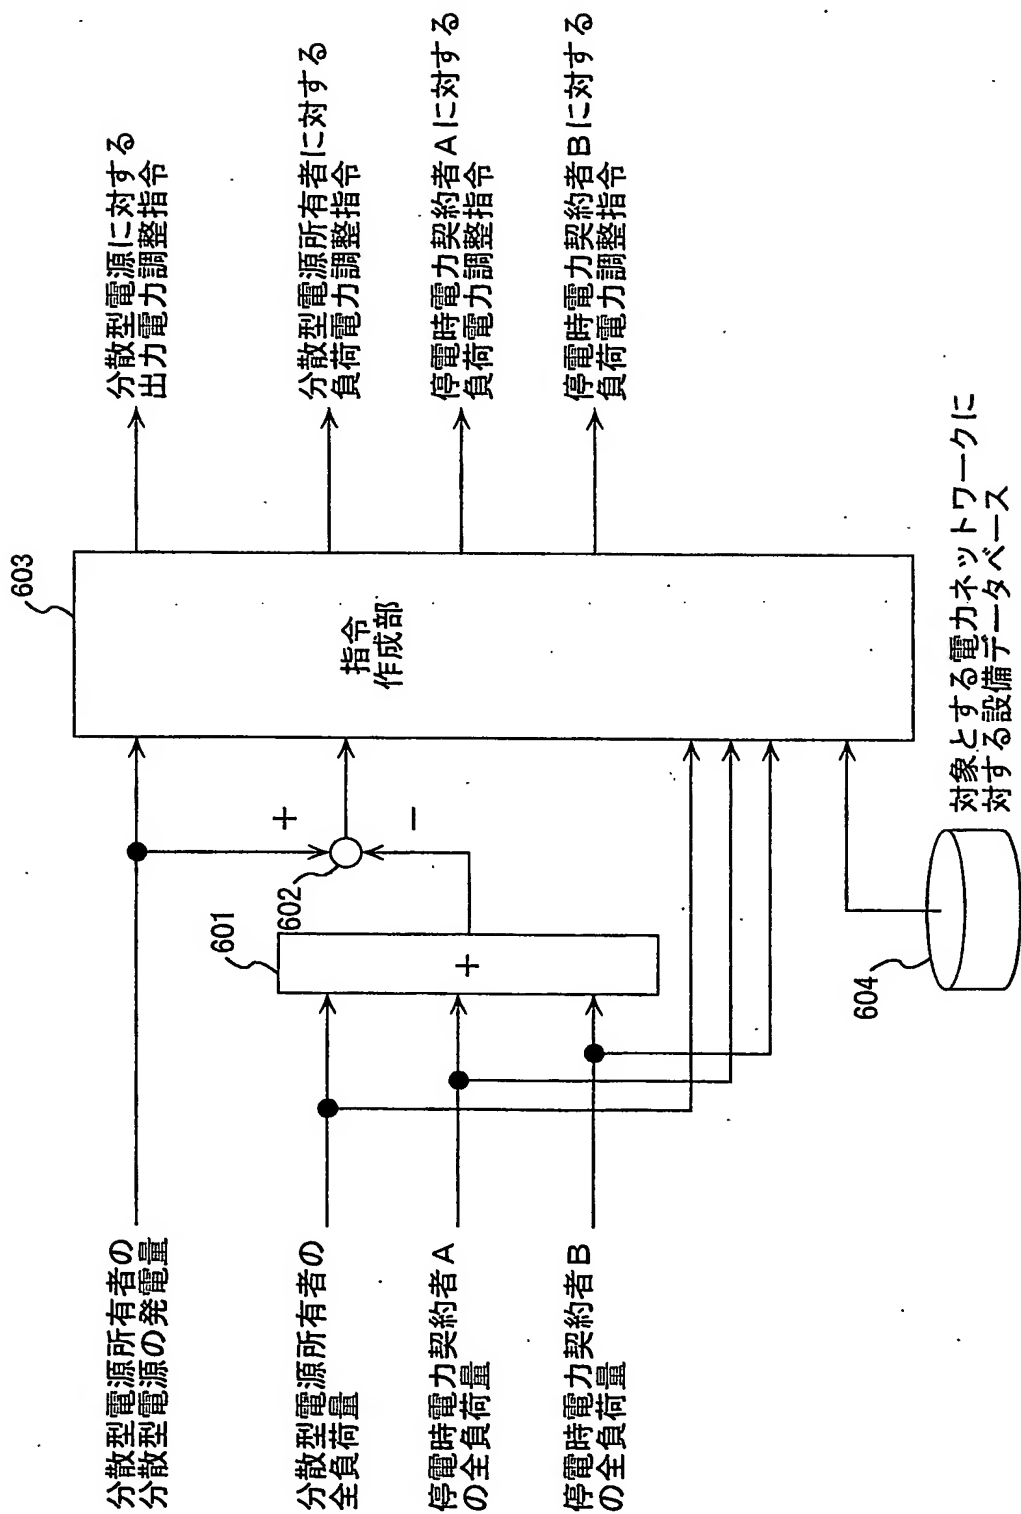 分散型電源所有者の
分散型電源の発電量
分散型電源所有者の
全負荷量
停電時電力契約者A
の全負荷量
停電時電力契約者B
の全負荷量
601
+
602
+
−
603
指令
作成部
604
対象とする電力ネットワークに
対する設備データベース
分散型電源に対する
出力電力調整指令
分散型電源所有者に対する
負荷電力調整指令
停電時電力契約者Aに対する
負荷電力調整指令
停電時電力契約者Bに対する
負荷電力調整指令